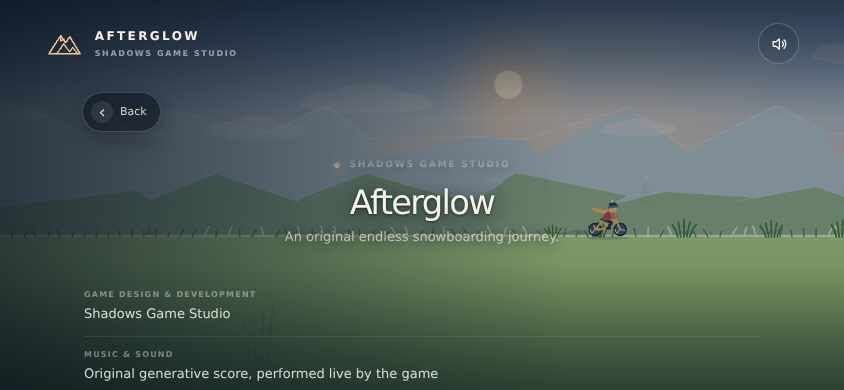 AFTERGLOW
SHADOWS GAME STUDIO
Back
SHADOWS GAME STUDIO
Afterglow
An original endless snowboarding journey.
GAME DESIGN & DEVELOPMENT
Shadows Game Studio
MUSIC & SOUND
Original generative score, performed live by the game